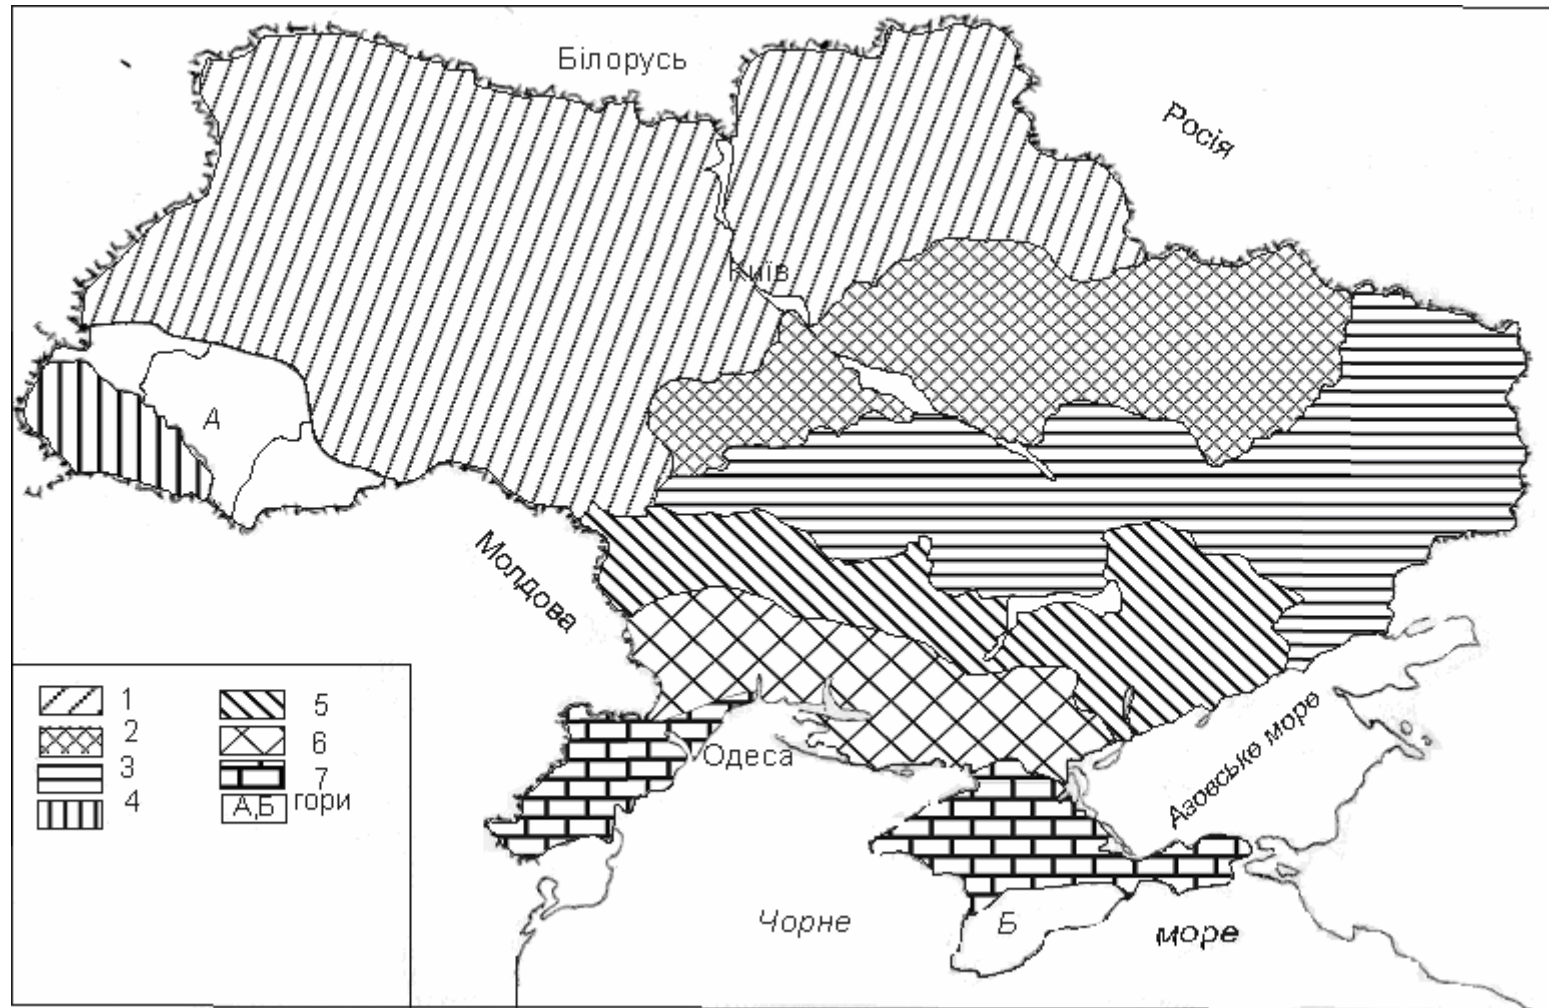 Білорусь
Росія
Київ
А
Молдова
Одеса
Азовське море
Чорне море
Б
1
2
3
4
5
6
7
А,Б гори